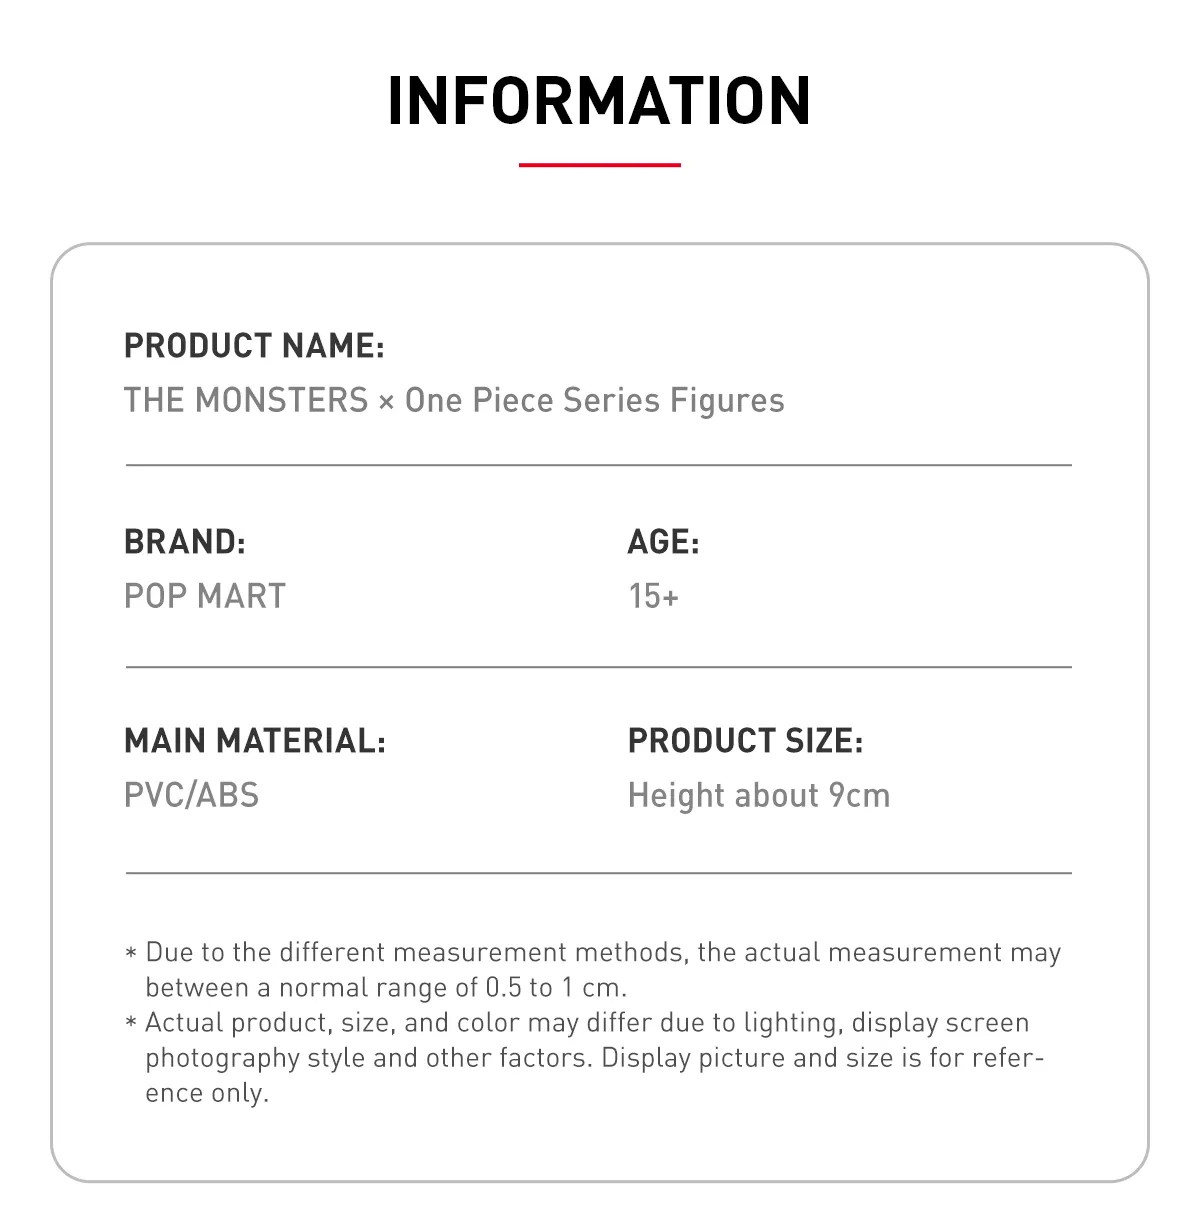 INFORMATION
PRODUCT NAME:
THE MONSTERS × One Piece Series Figures
BRAND:
POP MART
AGE:
15+
MAIN MATERIAL:
PVC/ABS
PRODUCT SIZE:
Height about 9cm
* Due to the different measurement methods, the actual measurement may
between a normal range of 0.5 to 1 cm.
* Actual product, size, and color may differ due to lighting, display screen
photography style and other factors. Display picture and size is for refer-
ence only.